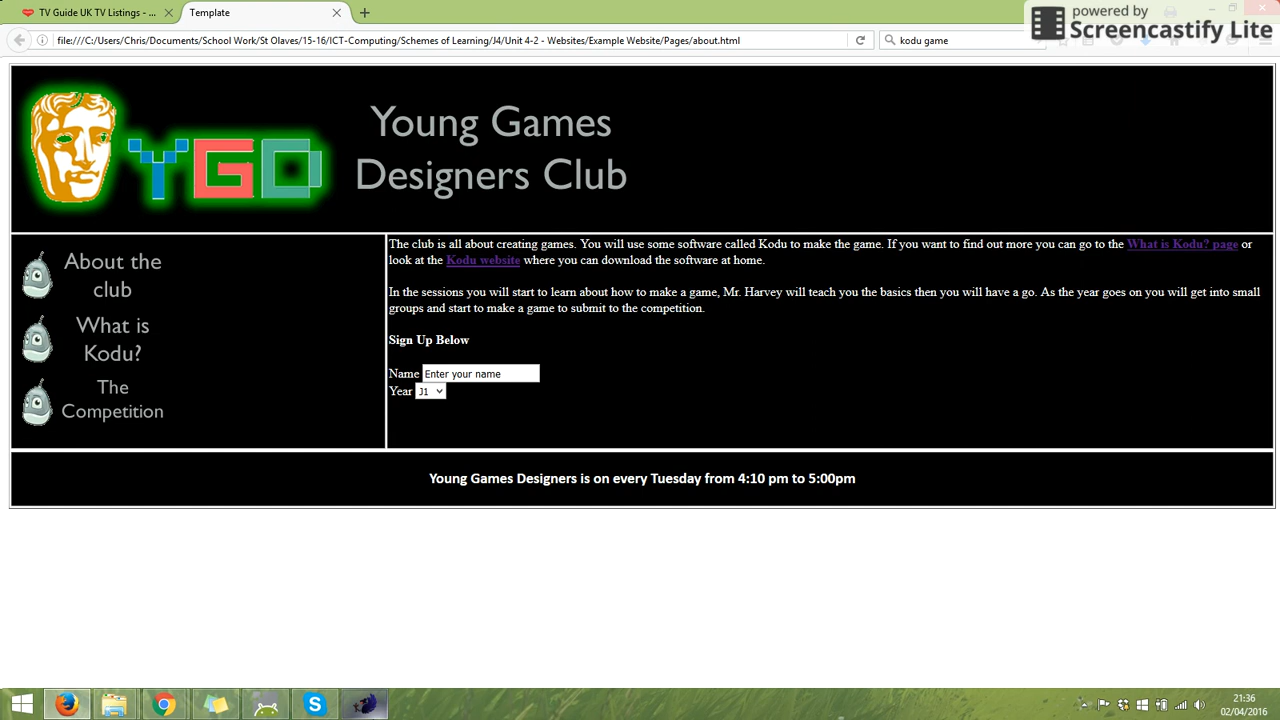 TV Guide UK TV Listings - ...
Template
powered by
Screencastify Lite
file:///C:/Users/Chris/Documents/School Work/St Olaves/15-16/ICT-Computing/Schemes of Learning/J4/Unit 4-2 - Websites/Example Website/Pages/about.html
kodu game
YGD
Young Games
Designers Club
About the
club
What is
Kodu?
The
Competition
The club is all about creating games. You will use some software called Kodu to make the game. If you want to find out more you can go to the What is Kodu? page or
look at the Kodu website where you can download the software at home.
In the sessions you will start to learn about how to make a game, Mr. Harvey will teach you the basics then you will have a go. As the year goes on you will get into small
groups and start to make a game to submit to the competition.
Sign Up Below
Name Enter your name
Year J1
Young Games Designers is on every Tuesday from 4:10 pm to 5:00pm
21:36
02/04/2016